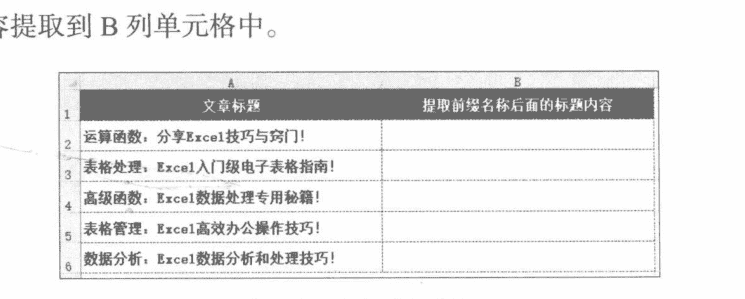 提取到 B 列单元格中。
A B
1 文章标题 提取前缀名称后面的标题内容
2 运算函数：分享Excel技巧与窍门！
3 表格处理：Excel入门级电子表格指南！
4 高级函数：Excel数据处理专用秘籍！
5 表格管理：Excel高效办公操作技巧！
6 数据分析：Excel数据分析和处理技巧！